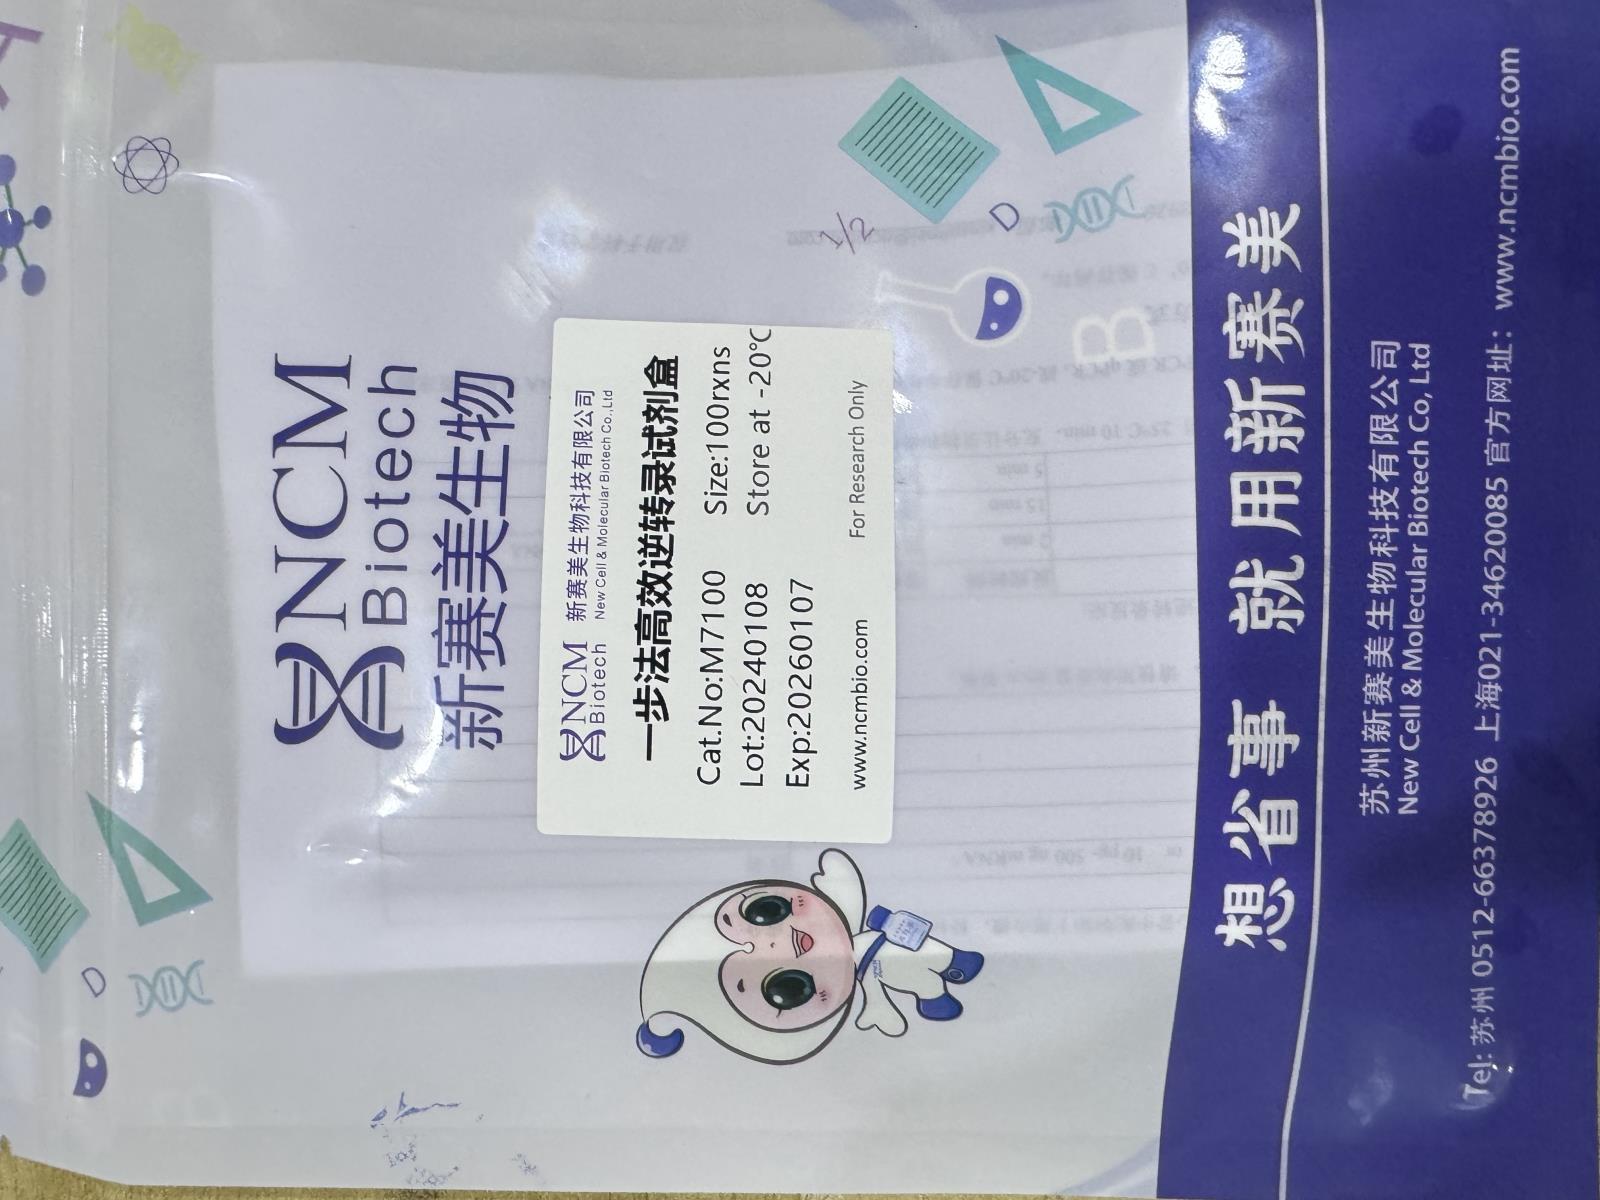 NCM
Biotech
新赛美生物
NCM
Biotech
新赛美生物科技有限公司
New Cell & Molecular Biotech Co.,Ltd
一步法高效逆转录试剂盒
Cat.No:M7100 Size:100rxns
Lot:20240108 Store at -20℃
Exp:20260107
www.ncmbio.com For Research Only
1/2
D
B
D
想省事 就用新赛美
苏州新赛美生物科技有限公司
New Cell & Molecular Biotech Co, Ltd
Tel: 苏州 0512-66378926 上海021-34620085 官方网址：www.ncmbio.com